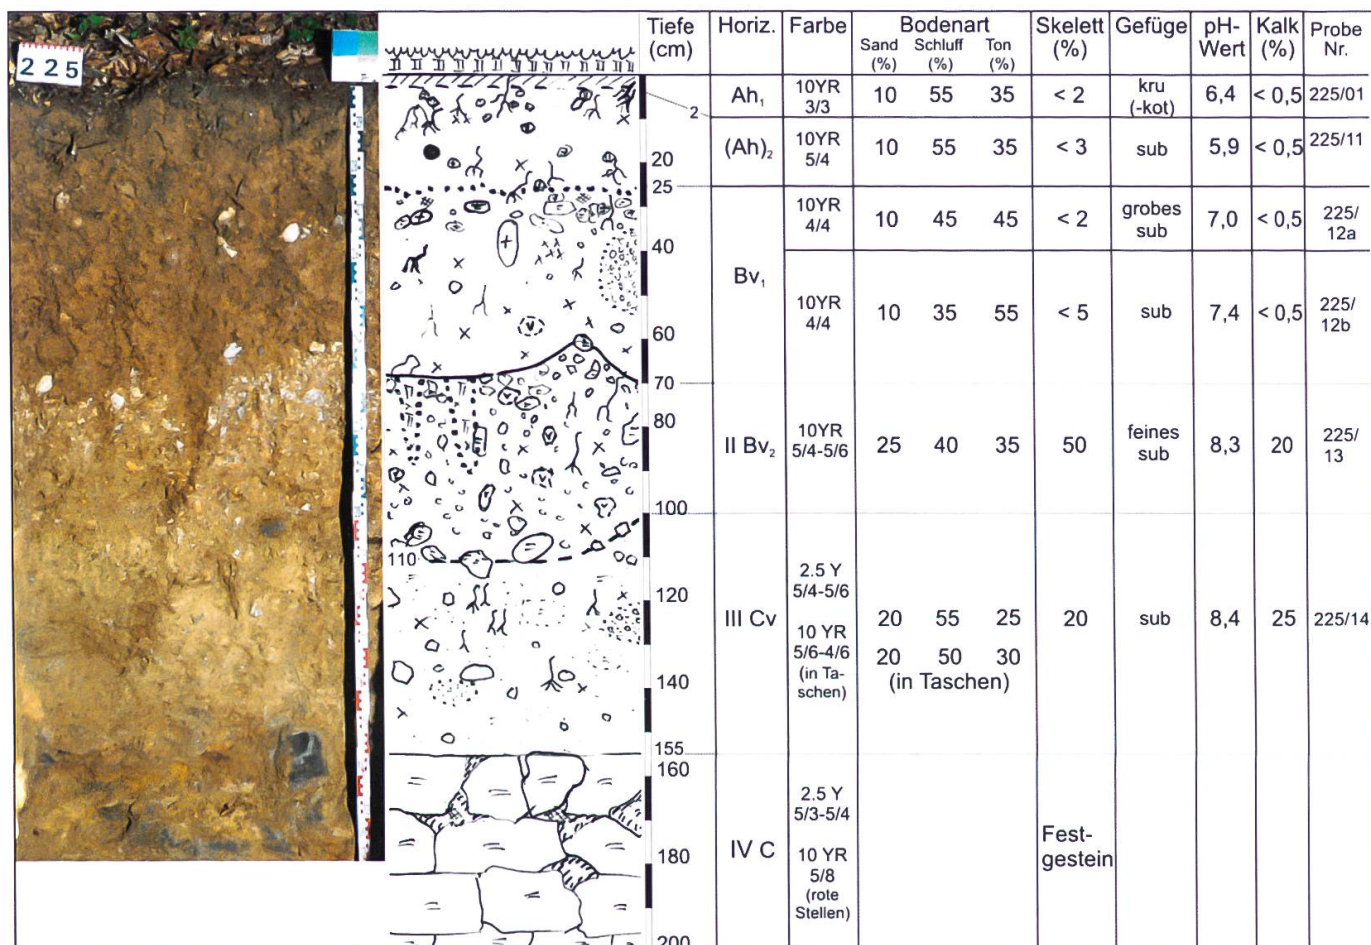 225
Tiefe (cm) Horiz. Farbe Bodenart Skelett (%) Gefüge pH-Wert Kalk (%) Probe Nr.
Sand (%) Schluff (%) Ton (%)
2
20
25
40
60
70
80
100
110
120
140
155
160
180
200
Ah₁ 10YR 3/3 10 55 35 < 2 kru (-kot) 6,4 < 0,5 225/01
(Ah)₂ 10YR 5/4 10 55 35 < 3 sub 5,9 < 0,5 225/11
Bv₁ 10YR 4/4 10 45 45 < 2 grobes sub 7,0 < 0,5 225/12a
10YR 4/4 10 35 55 < 5 sub 7,4 < 0,5 225/12b
II Bv₂ 10YR 5/4-5/6 25 40 35 50 feines sub 8,3 20 225/13
III Cv 2.5 Y 5/4-5/6 20 55 25 20 sub 8,4 25 225/14
10 YR 5/6-4/6 (in Ta-schen) 20 50 30 (in Taschen)
IV C 2.5 Y 5/3-5/4 Fest-gestein
10 YR 5/8 (rote Stellen)